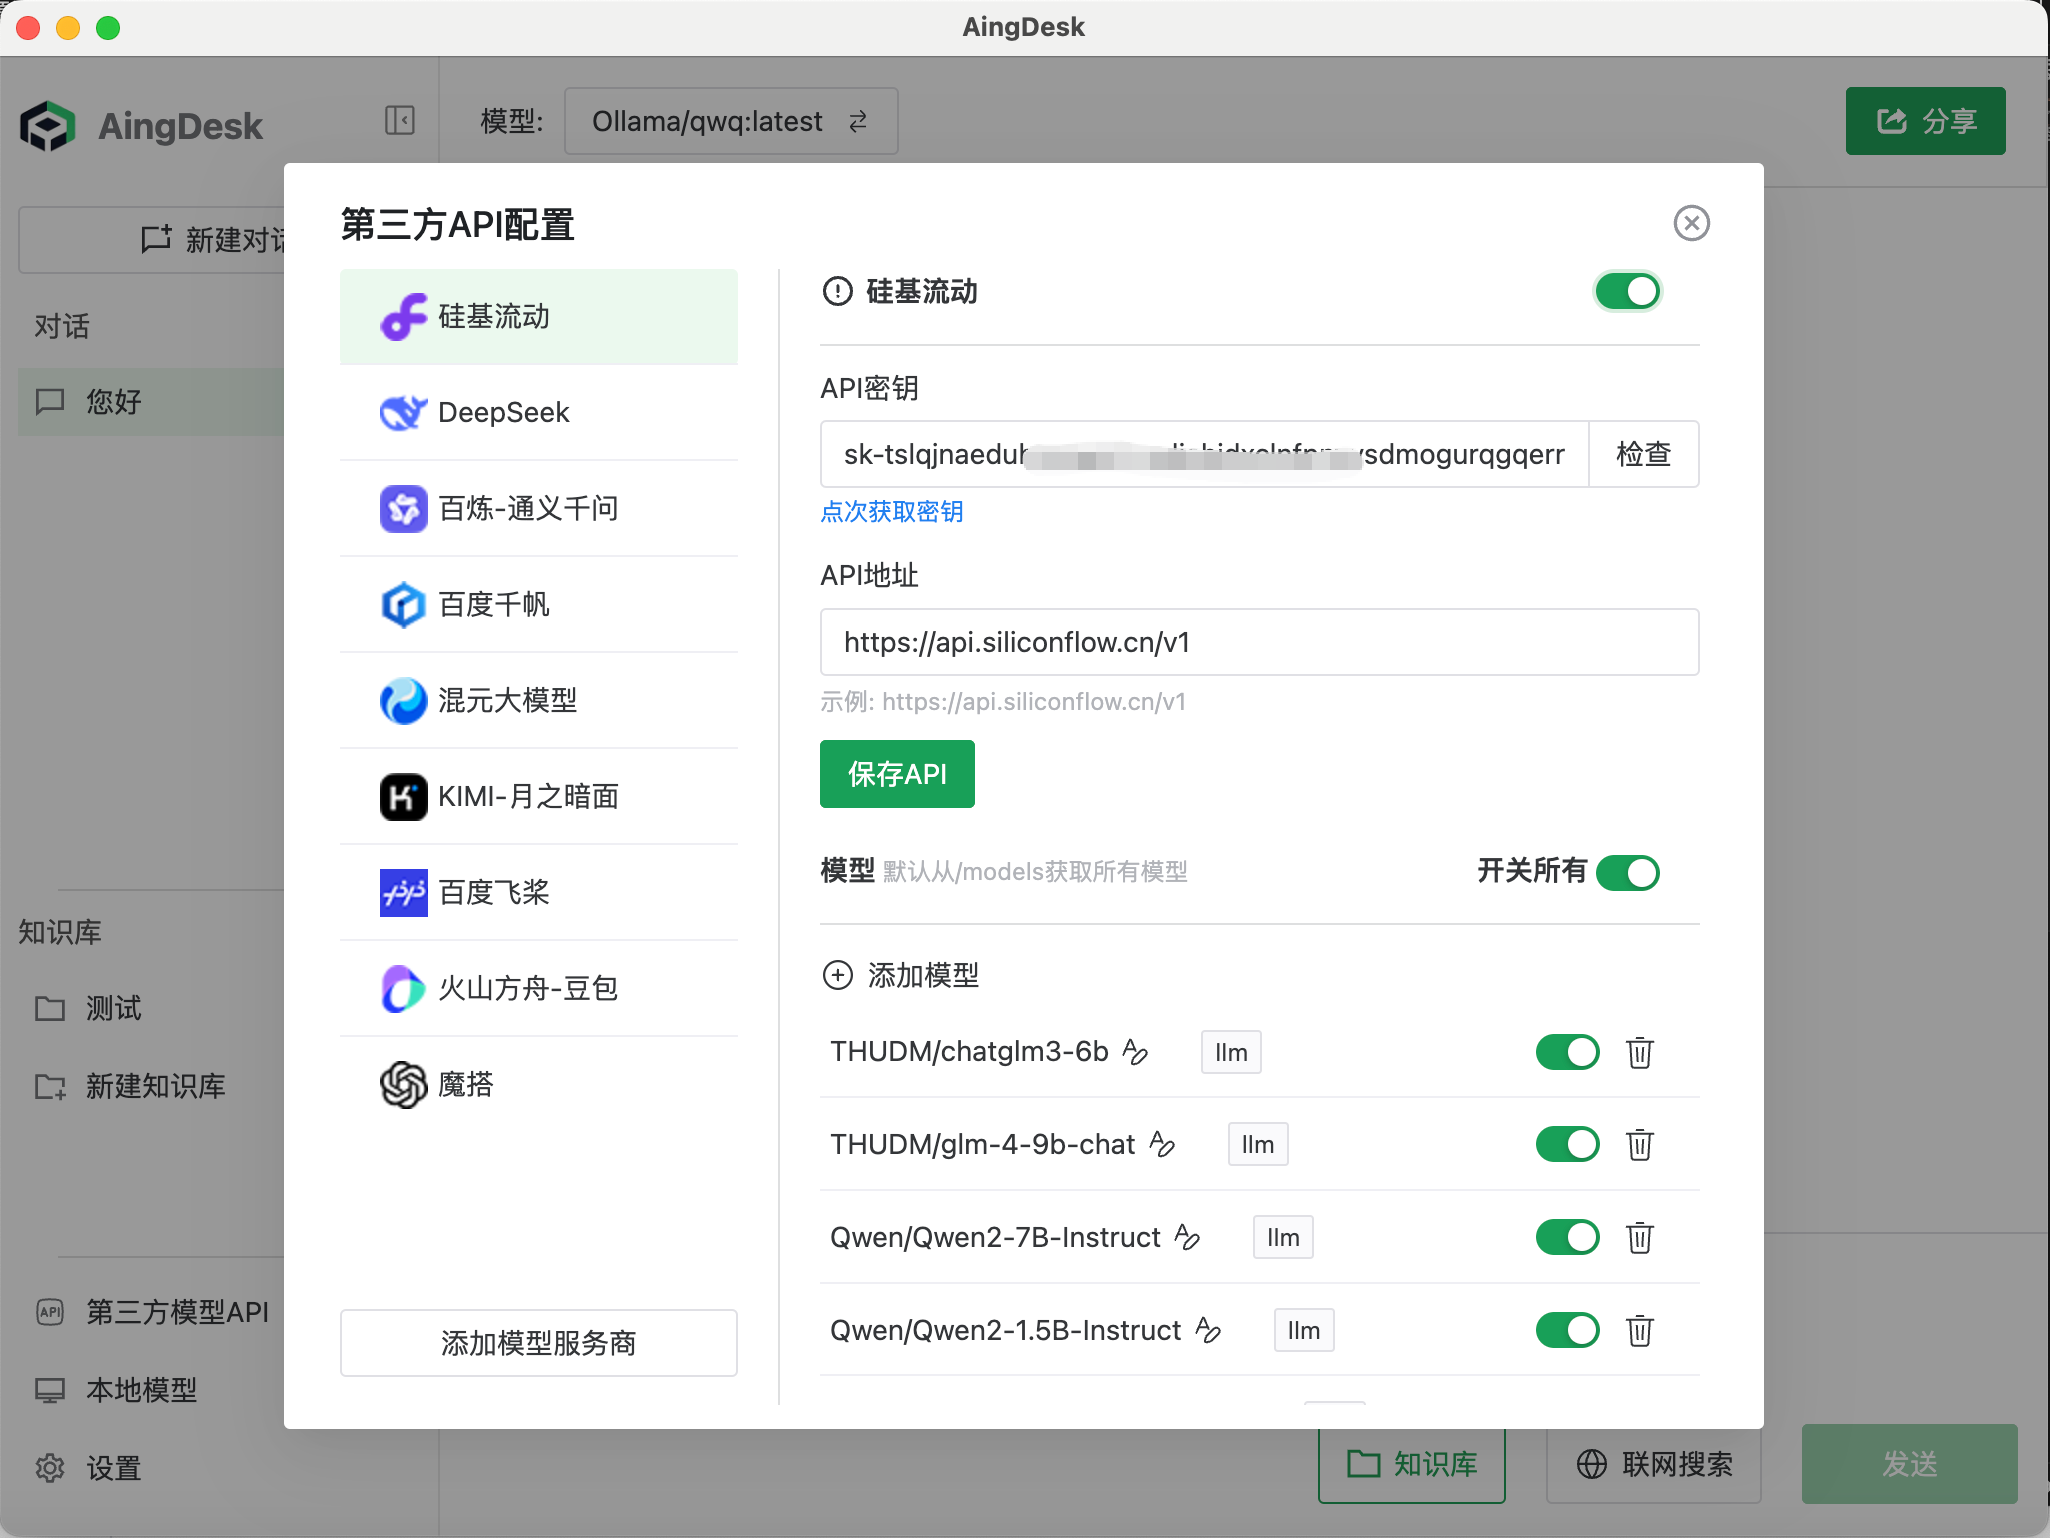 AingDesk
AingDesk
模型: Ollama/qwq:latest
分享
新建对
对话
您好
知识库
测试
新建知识库
第三方模型API
本地模型
设置
第三方API配置
硅基流动
DeepSeek
百炼-通义千问
百度千帆
混元大模型
KIMI-月之暗面
百度飞桨
火山方舟-豆包
魔搭
添加模型服务商
硅基流动
API密钥
检查
点次获取密钥
API地址
https://api.siliconflow.cn/v1
示例: https://api.siliconflow.cn/v1
保存API
模型 默认从/models获取所有模型 开关所有
添加模型
THUDM/chatglm3-6b llm
THUDM/glm-4-9b-chat llm
Qwen/Qwen2-7B-Instruct llm
Qwen/Qwen2-1.5B-Instruct llm
知识库
联网搜索
发送